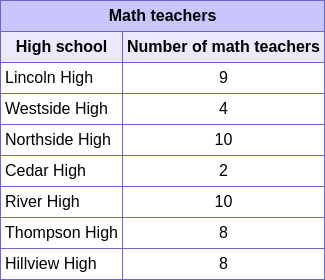 Math teachers
High school Number of math teachers
Lincoln High 9
Westside High 4
Northside High 10
Cedar High 2
River High 10
Thompson High 8
Hillview High 8